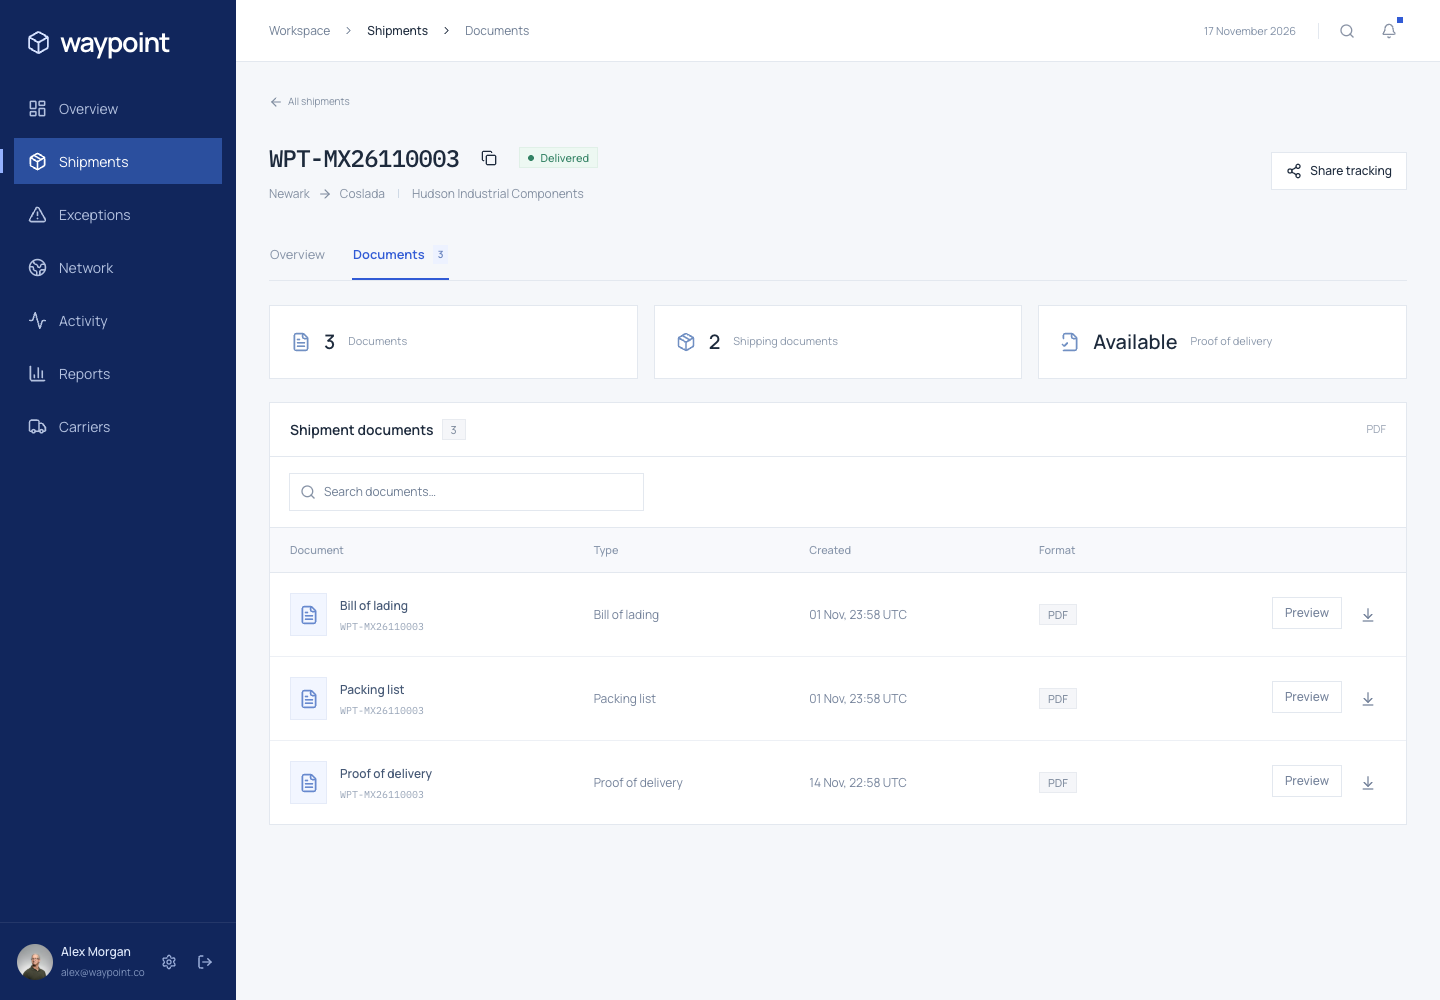 waypoint
Overview
Shipments
Exceptions
Network
Activity
Reports
Carriers
Alex Morgan
alex@waypoint.co
Workspace > Shipments > Documents
17 November 2026
All shipments
WPT-MX26110003
Delivered
Newark → Coslada | Hudson Industrial Components
Share tracking
Overview
Documents 3
3 Documents
2 Shipping documents
Available Proof of delivery
Shipment documents 3
PDF
Search documents...
Document Type Created Format
Bill of lading
WPT-MX26110003
Bill of lading 01 Nov, 23:58 UTC PDF Preview
Packing list
WPT-MX26110003
Packing list 01 Nov, 23:58 UTC PDF Preview
Proof of delivery
WPT-MX26110003
Proof of delivery 14 Nov, 22:58 UTC PDF Preview